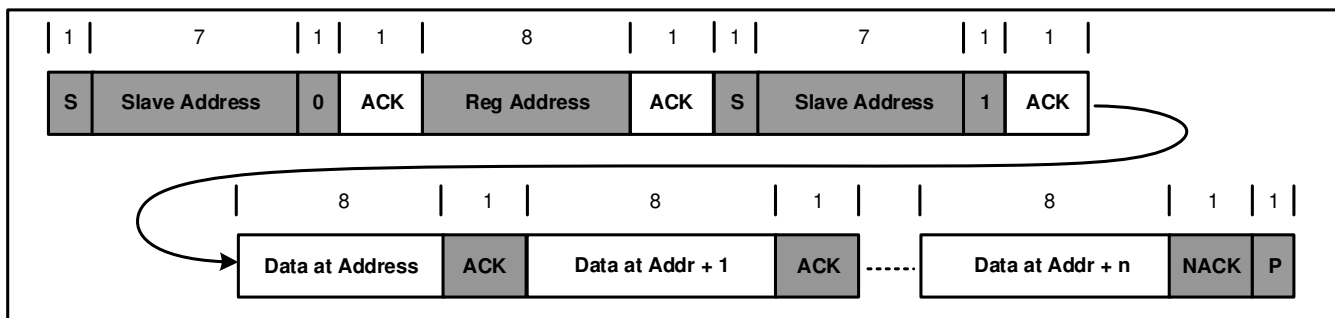 1 7 1 1 8 1 1 7 1 1
S Slave Address 0 ACK Reg Address ACK S Slave Address 1 ACK
8 1 8 1 8 1 1
Data at Address ACK Data at Addr + 1 ACK Data at Addr + n NACK P